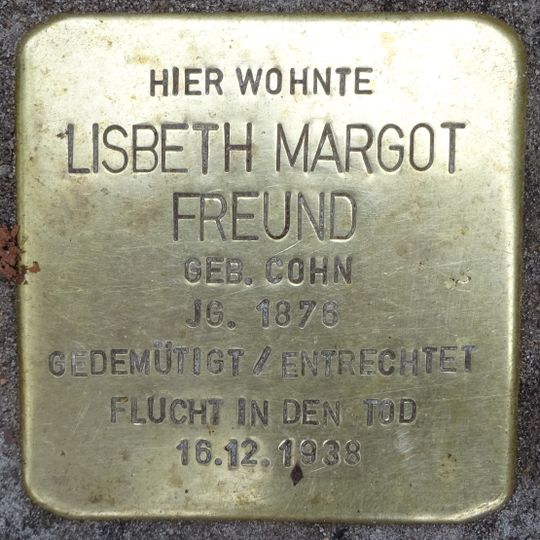 HIER WOHNTE
LISBETH MARGOT
FREUND
GEB. COHN
JG. 1876
GEDEMÜTIGT / ENTRECHTET
FLUCHT IN DEN TOD
16.12.1938